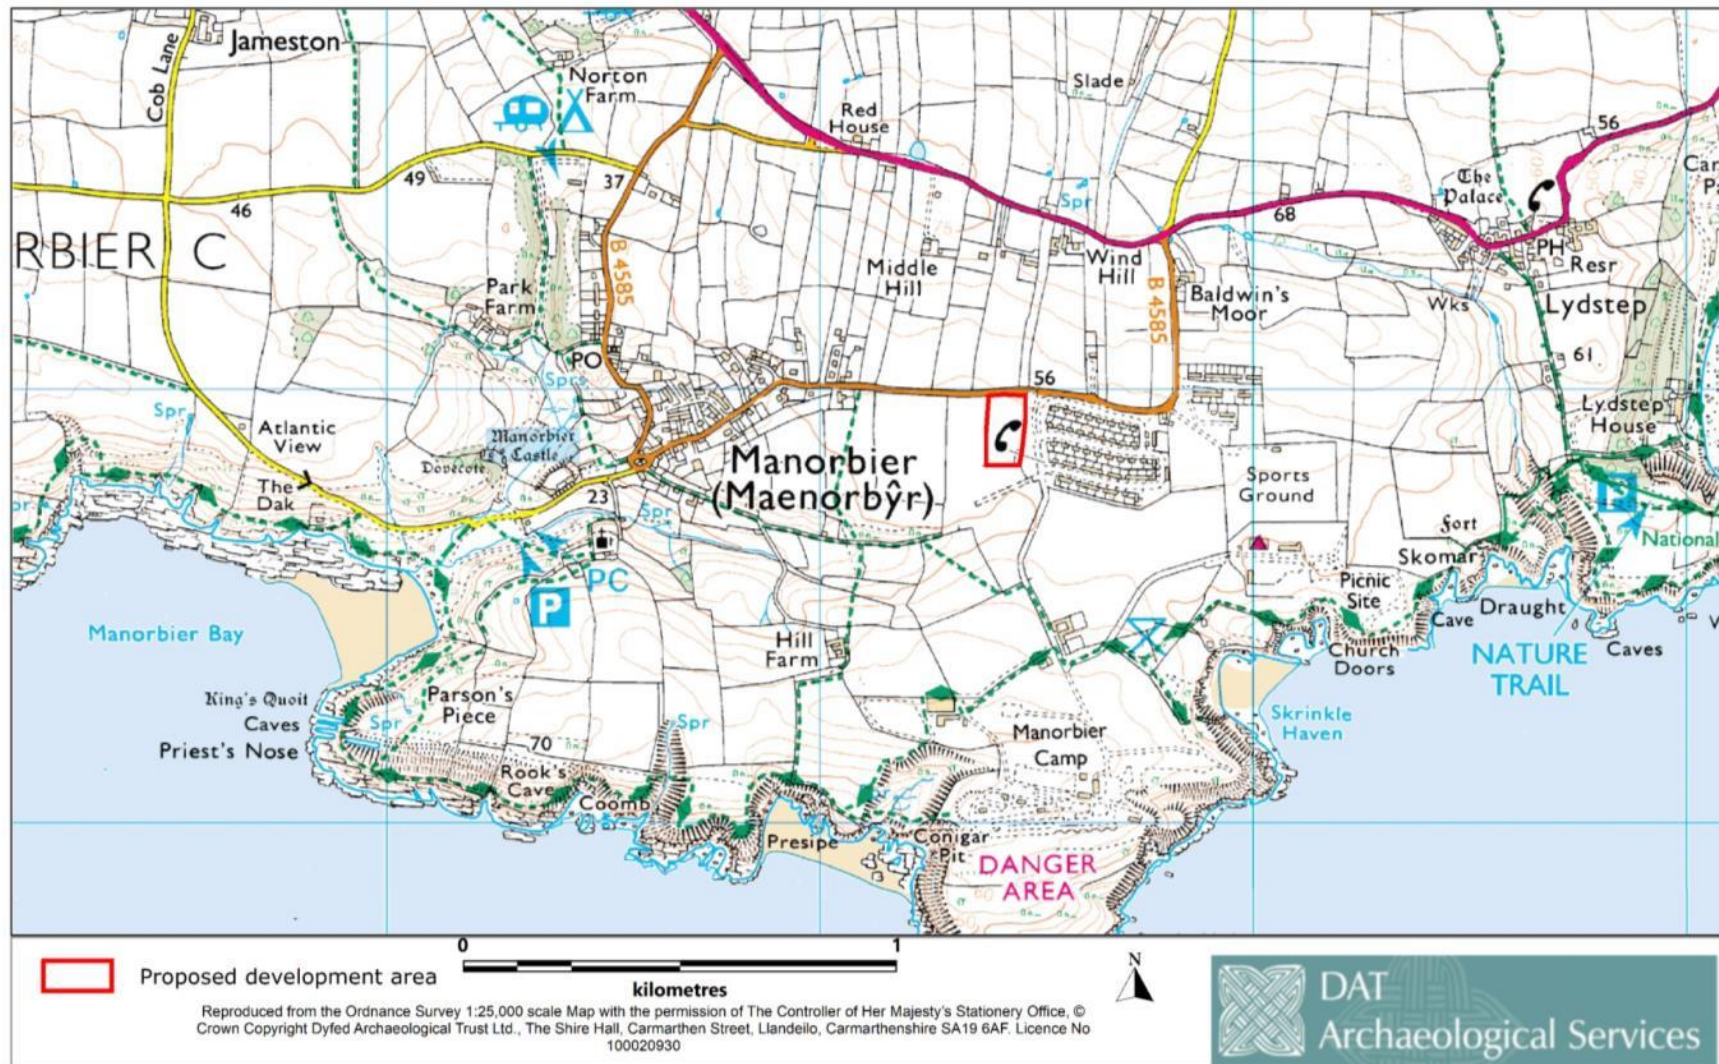 Jameston
Cob Lane
Norton
Farm
Slade
Red
House
56
The
Palace
Spr
68
49
37
46
RBIER C
B 4585
Park
Farm
Middle
Hill
Wind
Hill
B 4585
Baldwin's
Moor
PH
Resr
Wks
Lydstep
61
PO
Sprs
56
Spr
Atlantic
View
Manorbier
Castle
Dovecote
The
Dak
23
Manorbier
(Maenorbŷr)
Lydstep
House
Sports
Ground
Fort
National
Spr
PC
P
Skomar
Cave
Picnic
Site
Draught
Church
Doors
Caves
NATURE
TRAIL
Manorbier Bay
Hill
Farm
King's Quoit
Caves
Priest's Nose
Spr
Parson's
Piece
Spr
Skrinkle
Haven
70
Manorbier
Camp
Rook's
Cave
Coomb
Presipe
Conigar
Pit
DANGER
AREA
0
1
kilometres
N
Proposed development area
Reproduced from the Ordnance Survey 1:25,000 scale Map with the permission of The Controller of Her Majesty's Stationery Office, ©
Crown Copyright Dyfed Archaeological Trust Ltd., The Shire Hall, Carmarthen Street, Llandeilo, Carmarthenshire SA19 6AF. Licence No
100020930
DAT
Archaeological Services